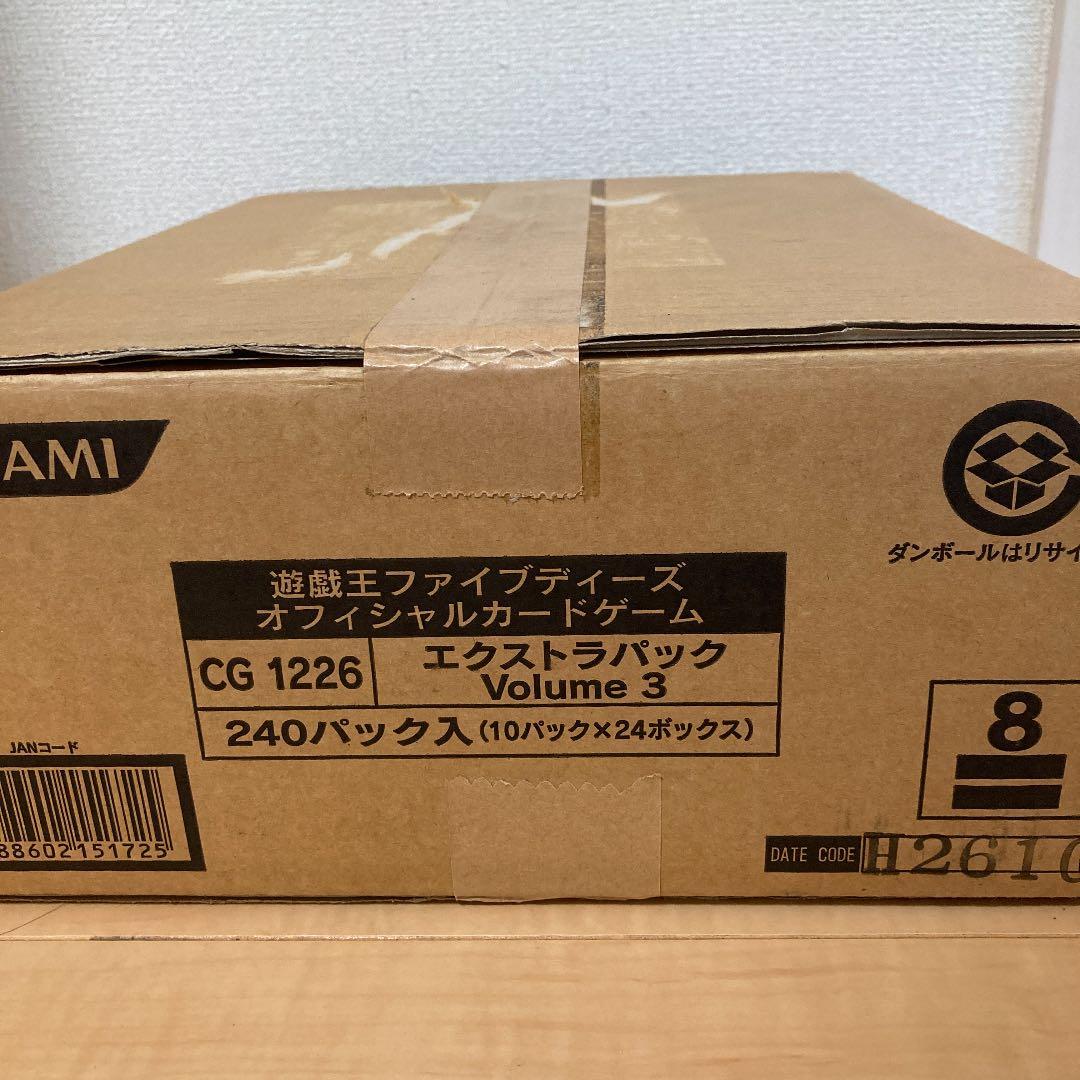 AMI
ダンボールはリサイ
遊戯王ファイブディーズ
オフィシャルカードゲーム
CG 1226
エクストラパック
Volume 3
240パック入(10パック×24ボックス)
8
JANコード
88602151725
DATE CODE H2610